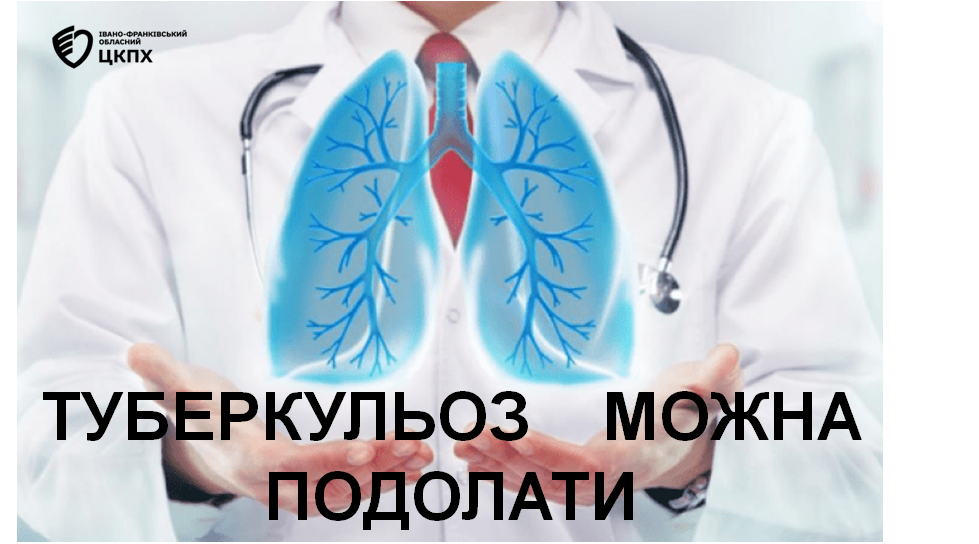 ІВАНО-ФРАНКІВСЬКИЙ
ОБЛАСНИЙ
ЦКПХ
ТУБЕРКУЛЬОЗ МОЖНА
ПОДОЛАТИ